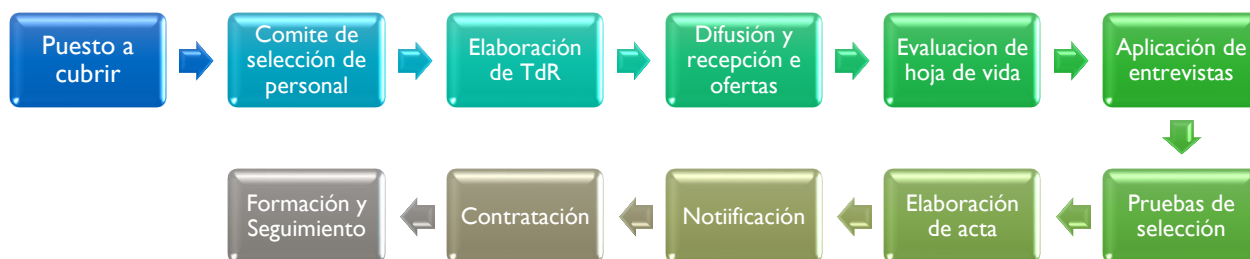 Puesto a
cubrir
Comite de
selección de
personal
Elaboración
de TdR
Difusión y
recepción e
ofertas
Evaluacion de
hoja de vida
Aplicación de
entrevistas
Pruebas de
selección
Elaboración
de acta
Notiificación
Contratación
Formación y
Seguimiento